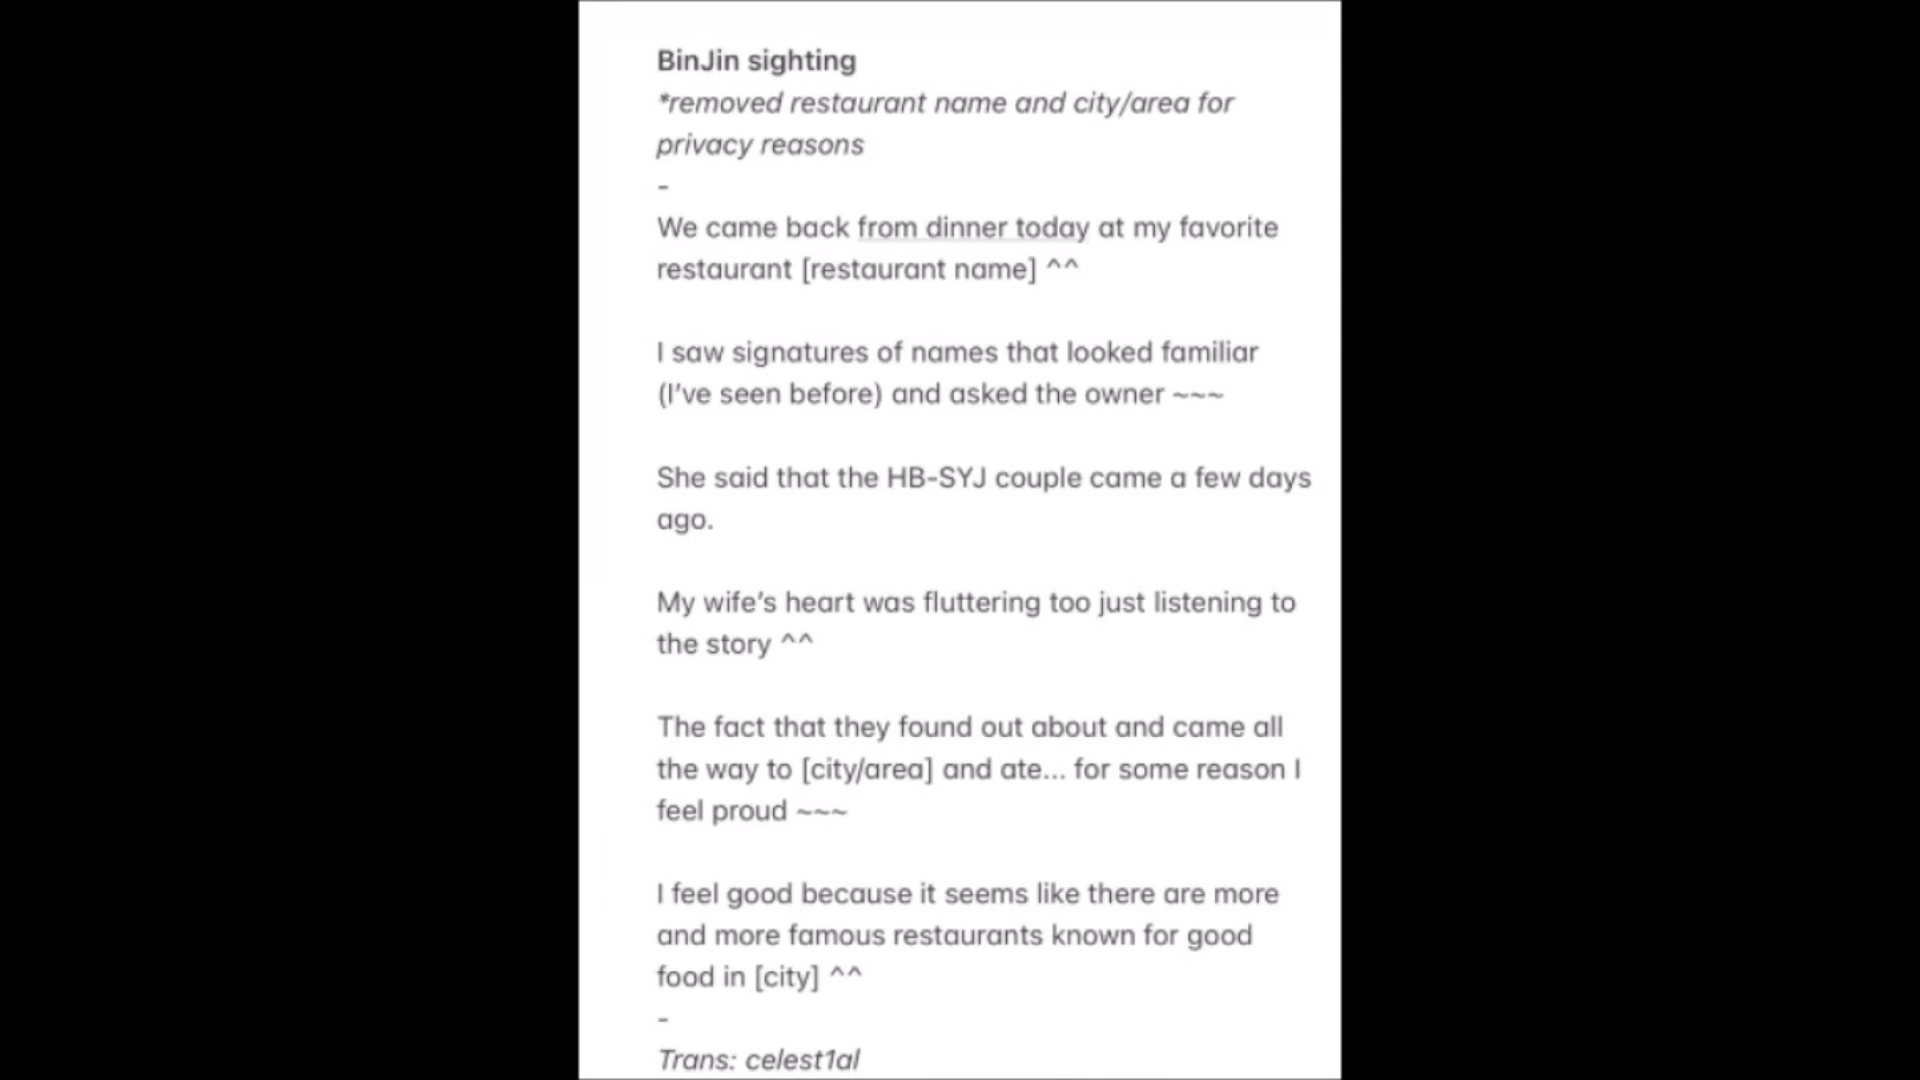 BinJin sighting
*removed restaurant name and city/area for
privacy reasons
-
We came back from dinner today at my favorite
restaurant [restaurant name] ^^
I saw signatures of names that looked familiar
(I’ve seen before) and asked the owner ~~~
She said that the HB-SYJ couple came a few days
ago.
My wife’s heart was fluttering too just listening to
the story ^^
The fact that they found out about and came all
the way to [city/area] and ate... for some reason I
feel proud ~~~
I feel good because it seems like there are more
and more famous restaurants known for good
food in [city] ^^
-
Trans: celest1al